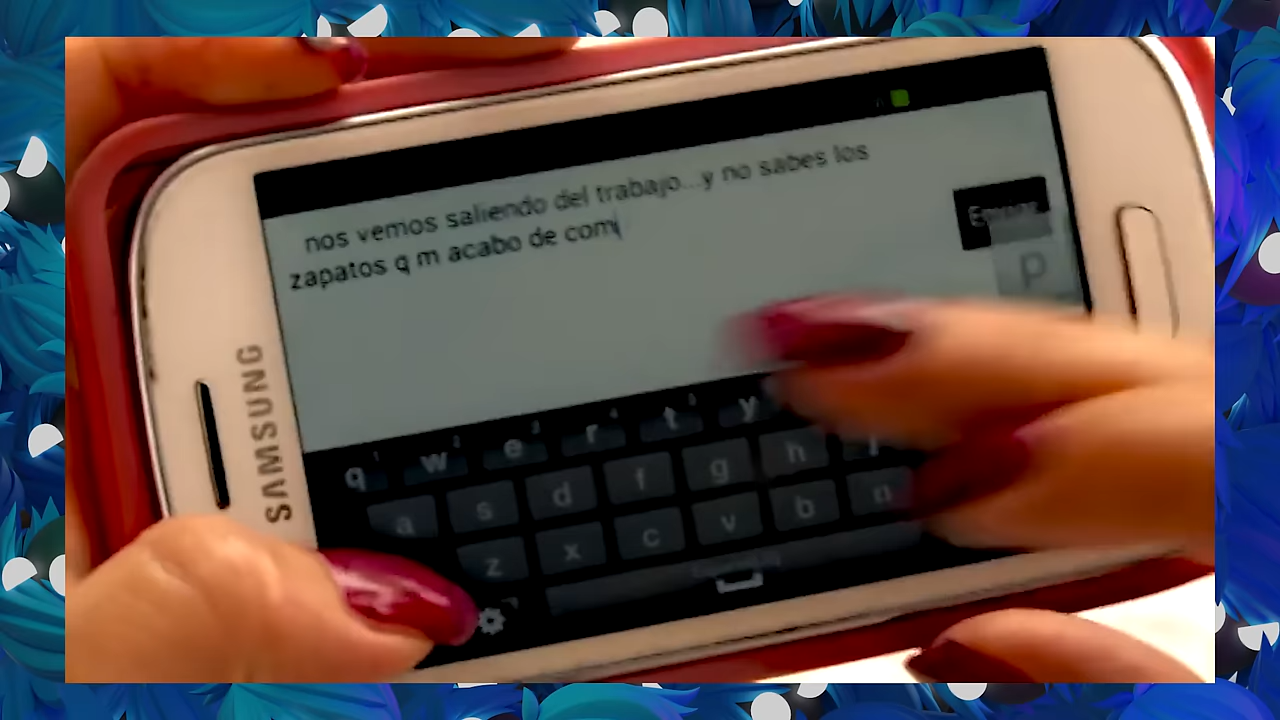 nos vemos saliendo del trabajo...y no sabes los
zapatos q m acabo de com
P
SAMSUNG
q w e r t y
a s d f g h
z x c v b n